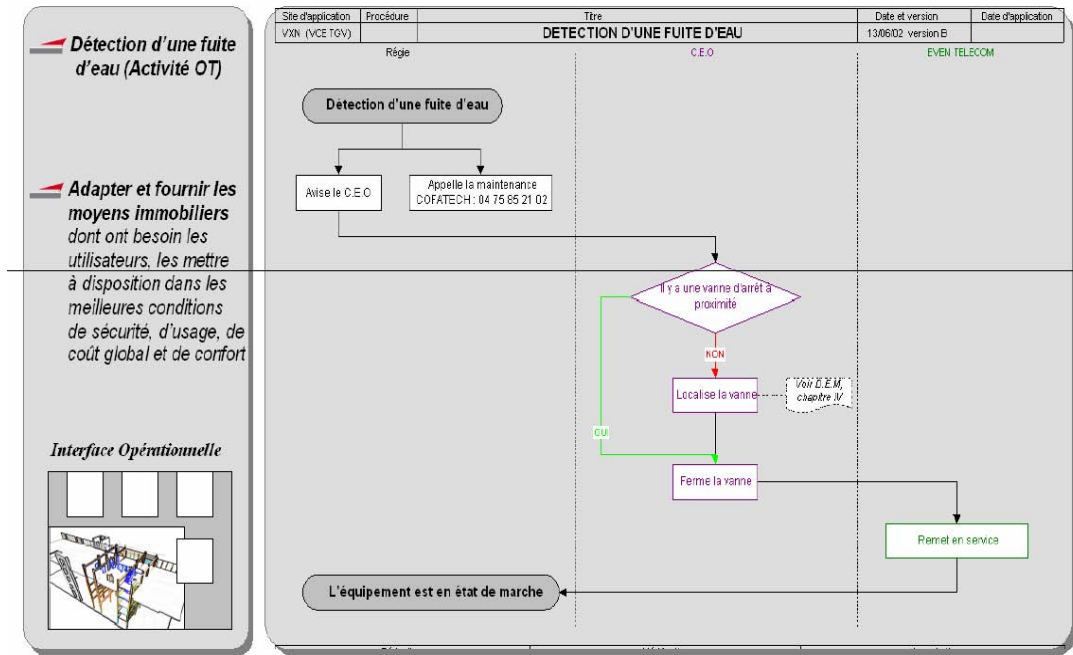 Détection d'une fuite
d'eau (Activité OT)
Adapter et fournir les
moyens immobiliers
dont ont besoin les
utilisateurs, les mettre
à disposition dans les
meilleures conditions
de sécurité, d'usage, de
coût global et de confort
Interface Opérationnelle
Site d'application Procédure Titre Date et version Date d'application
VXN (VCE TGV) DETECTION D'UNE FUITE D'EAU 13/06/02 version B
Régie C.E.O EVEN TELECOM
Détection d'une fuite d'eau
Avise le C.E.O
Appelle la maintenance
COFATECH : 04 75 85 21 02
Il y a une vanne d'arrêt à
proximité
NON
Localise la vanne
Voir D.E.M,
chapitre IV
OUI
Ferme la vanne
Remet en service
L'équipement est en état de marche